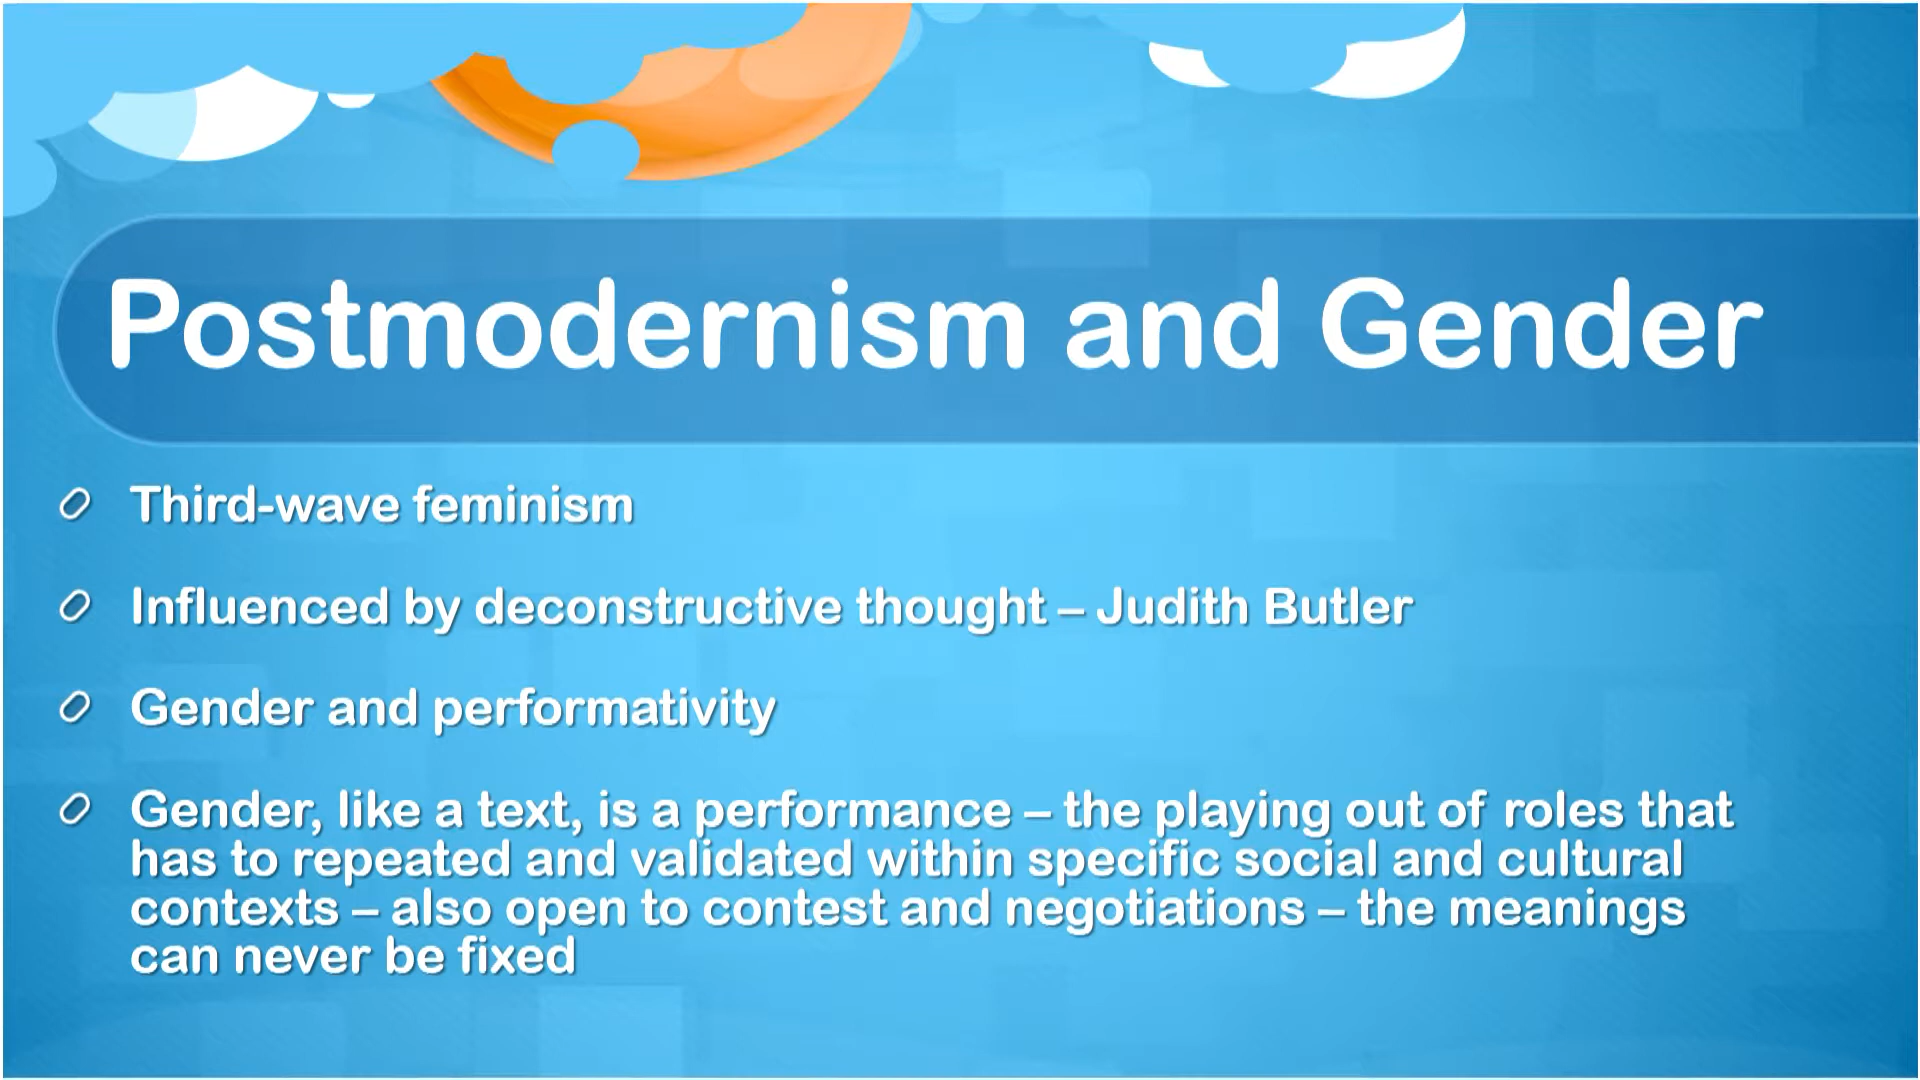 Postmodernism and Gender
Third-wave feminism
Influenced by deconstructive thought – Judith Butler
Gender and performativity
Gender, like a text, is a performance – the playing out of roles that
has to repeated and validated within specific social and cultural
contexts – also open to contest and negotiations – the meanings
can never be fixed